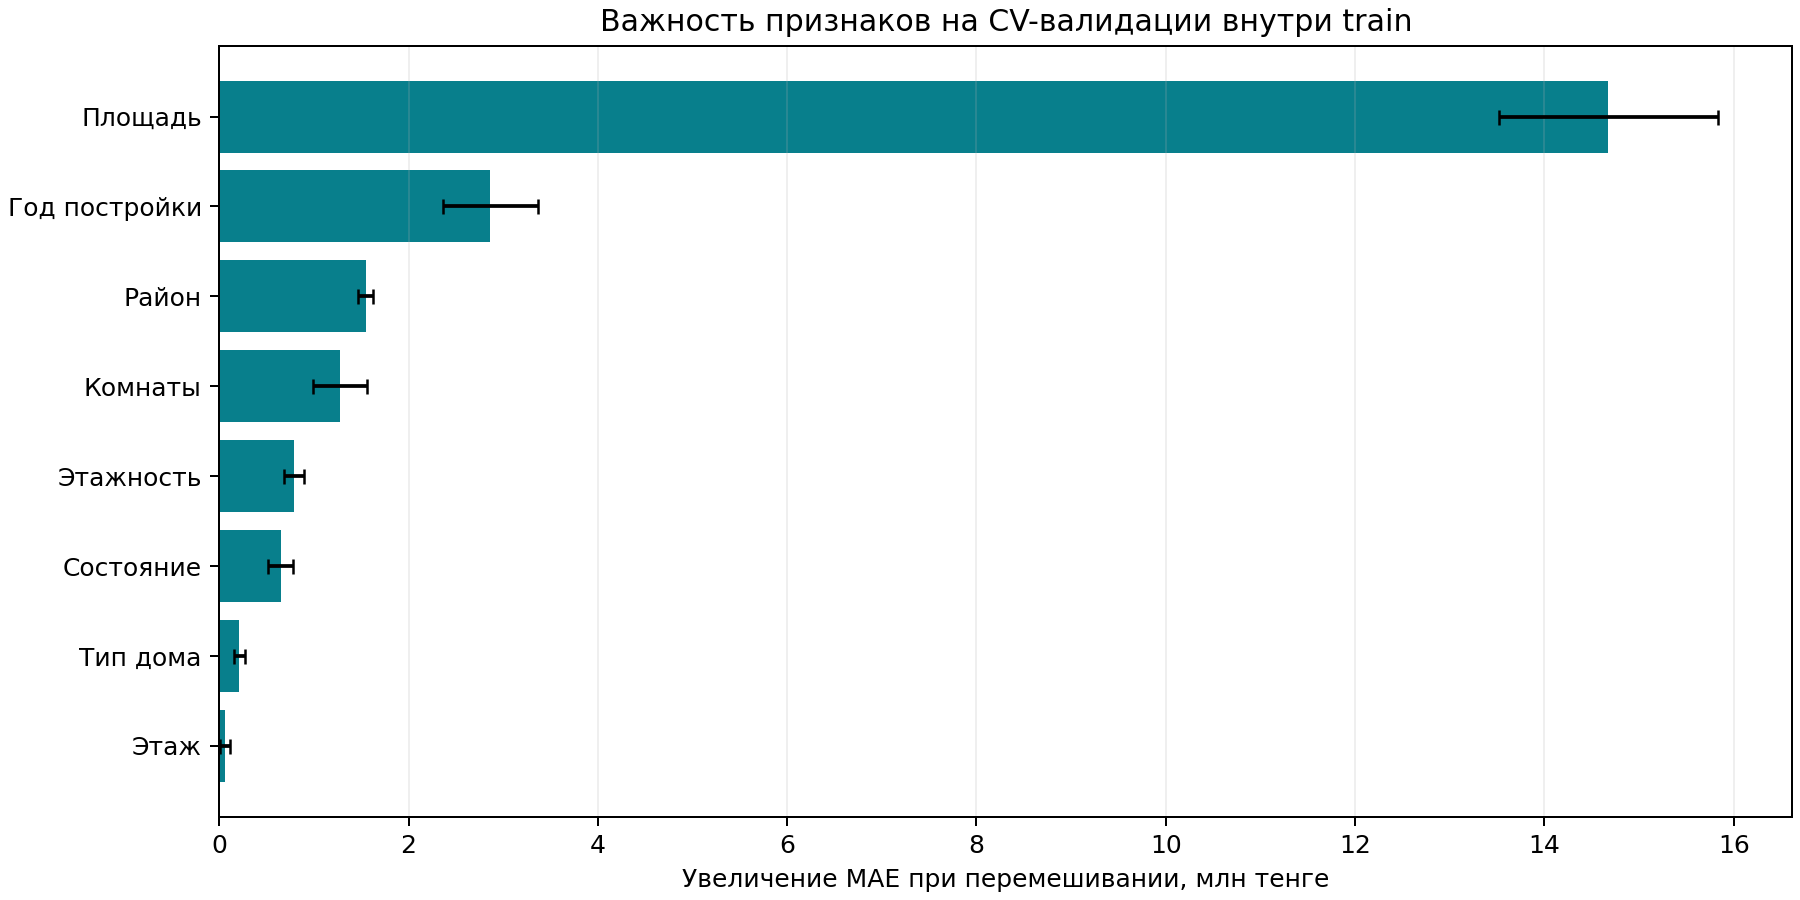 Важность признаков на CV-валидации внутри train
Площадь
Год постройки
Район
Комнаты
Этажность
Состояние
Тип дома
Этаж
0 2 4 6 8 10 12 14 16
Увеличение MAE при перемешивании, млн тенге